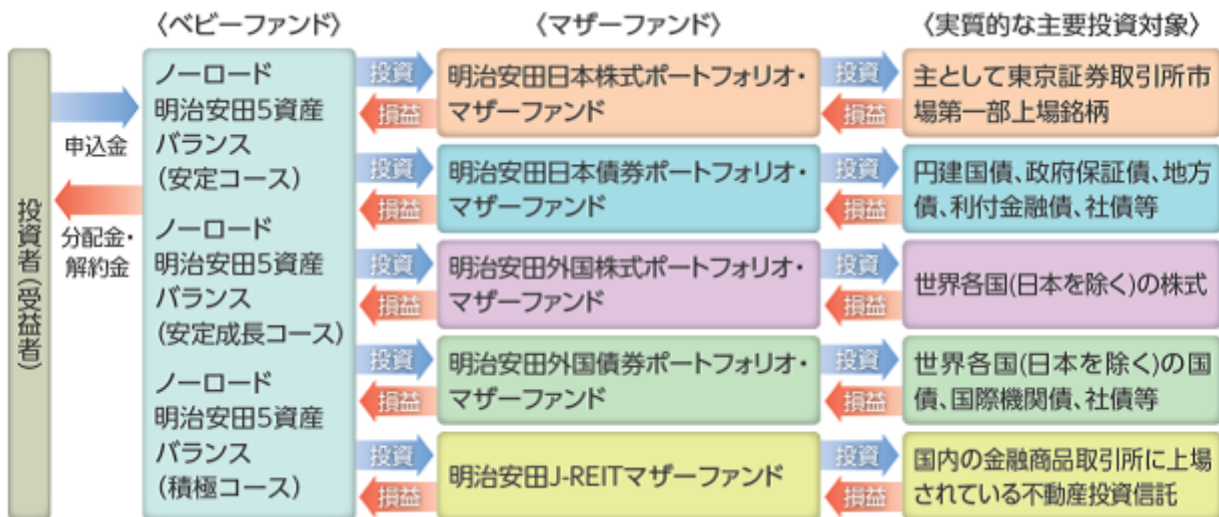 〈ベビーファンド〉
〈マザーファンド〉
〈実質的な主要投資対象〉
投資者(受益者)
申込金
分配金・
解約金
ノーロード
明治安田5資産
バランス
(安定コース)
ノーロード
明治安田5資産
バランス
(安定成長コース)
ノーロード
明治安田5資産
バランス
(積極コース)
投資
損益
明治安田日本株式ポートフォリオ・
マザーファンド
投資
損益
主として東京証券取引所市
場第一部上場銘柄
投資
損益
明治安田日本債券ポートフォリオ・
マザーファンド
投資
損益
円建国債、政府保証債、地方
債、利付金融債、社債等
投資
損益
明治安田外国株式ポートフォリオ・
マザーファンド
投資
損益
世界各国(日本を除く)の株式
投資
損益
明治安田外国債券ポートフォリオ・
マザーファンド
投資
損益
世界各国(日本を除く)の国
債、国際機関債、社債等
投資
損益
明治安田J-REITマザーファンド
投資
損益
国内の金融商品取引所に上場
されている不動産投資信託